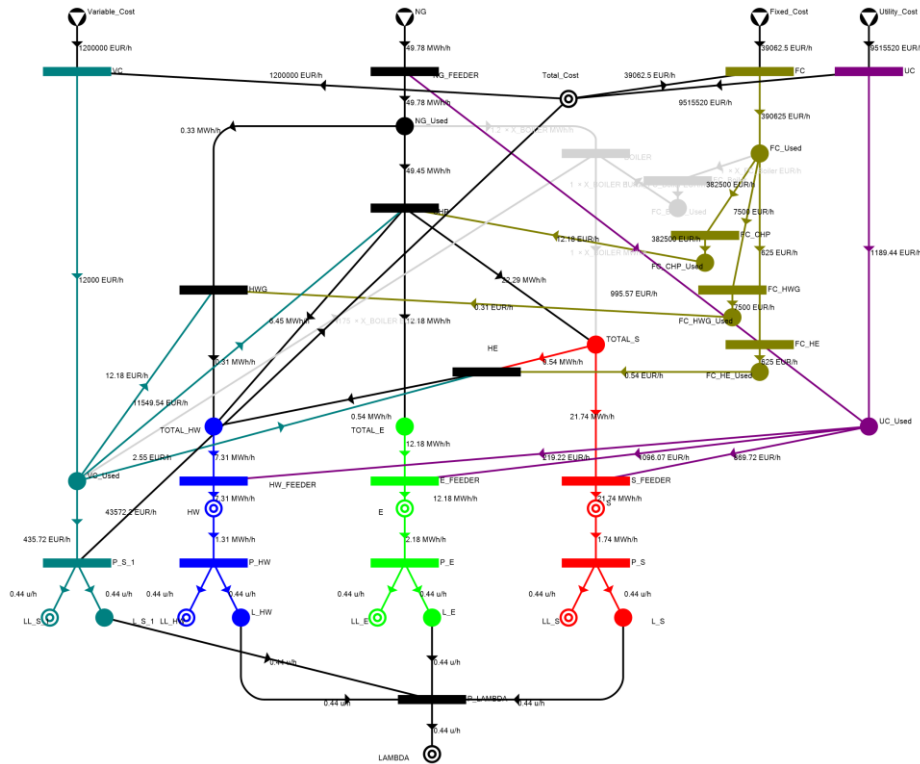 Variable_Cost
NG
Fixed_Cost
Utility_Cost
1200000 EUR/h
49.78 MWh/h
39062.5 EUR/h
9515520 EUR/h
VC
1200000 EUR/h
NG_FEEDER
Total_Cost
39062.5 EUR/h
FC
UC
9515520 EUR/h
49.78 MWh/h
390625 EUR/h
NG_Used
0.33 MWh/h
FC_Used
49.45 MWh/h
382500 EUR/h
7500 EUR/h
FC_CHP
12.18 EUR/h
382500 EUR/h
625 EUR/h
1189.44 EUR/h
FC_CHP_Used
12000 EUR/h
22.29 MWh/h
HWG
995.57 EUR/h
FC_HWG
0.31 EUR/h
7500 EUR/h
6.45 MWh/h
12.18 MWh/h
FC_HWG_Used
TOTAL_S
HE
FC_HE
0.31 MWh/h
0.54 MWh/h
625 EUR/h
12.18 EUR/h
0.54 EUR/h
FC_HE_Used
11549.54 EUR/h
0.54 MWh/h
21.74 MWh/h
TOTAL_HW
TOTAL_E
UC_Used
12.18 MWh/h
2.55 EUR/h
7.31 MWh/h
219.22 EUR/h
1096.07 EUR/h
869.72 EUR/h
HW_FEEDER
E_FEEDER
S_FEEDER
7.31 MWh/h
12.18 MWh/h
21.74 MWh/h
HW
E
S
435.72 EUR/h
1.31 MWh/h
2.18 MWh/h
1.74 MWh/h
P_S_1
P_HW
P_E
P_S
0.44 u/h
0.44 u/h
0.44 u/h
0.44 u/h
0.44 u/h
0.44 u/h
0.44 u/h
0.44 u/h
LL_S
L_S_1
LL_HW
L_HW
LL_E
L_E
LL_S
L_S
0.44 u/h
0.44 u/h
0.44 u/h
P_LAMBDA
0.44 u/h
0.44 u/h
LAMBDA